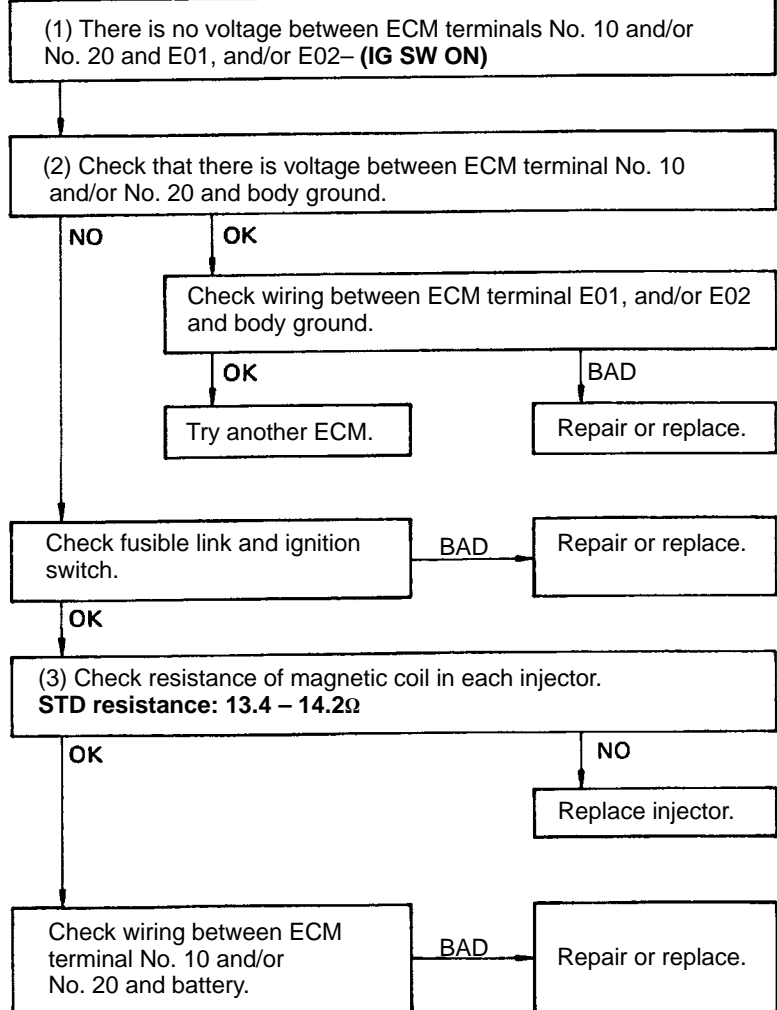 (1) There is no voltage between ECM terminals No. 10 and/or
No. 20 and E01, and/or E02– (IG SW ON)
(2) Check that there is voltage between ECM terminal No. 10
and/or No. 20 and body ground.
NO
OK
Check wiring between ECM terminal E01, and/or E02
and body ground.
OK
BAD
Try another ECM.
Repair or replace.
Check fusible link and ignition
switch.
BAD
Repair or replace.
OK
(3) Check resistance of magnetic coil in each injector.
STD resistance: 13.4 – 14.2Ω
OK
NO
Replace injector.
Check wiring between ECM
terminal No. 10 and/or
No. 20 and battery.
BAD
Repair or replace.